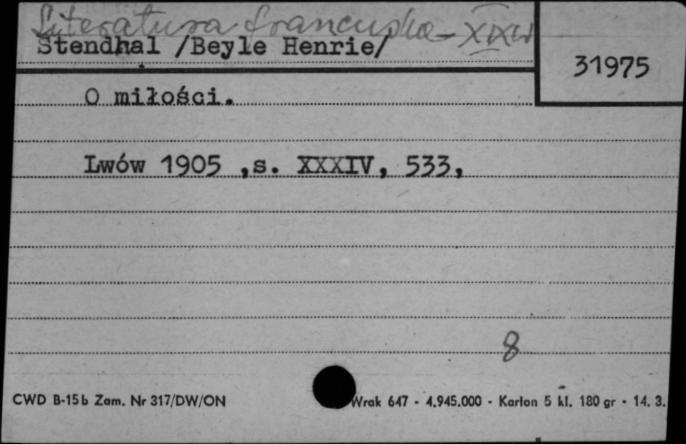 Literatura francuska - XIX w
Stendhal /Beyle Henrie/
31975
O miłości.
Lwów 1905 ,s. XXXIV, 533,
8
CWD B-15b Zam. Nr 317/DW/ON
Wrak 647 - 4.945.000 - Karton 5 kl. 180 gr - 14. 3.